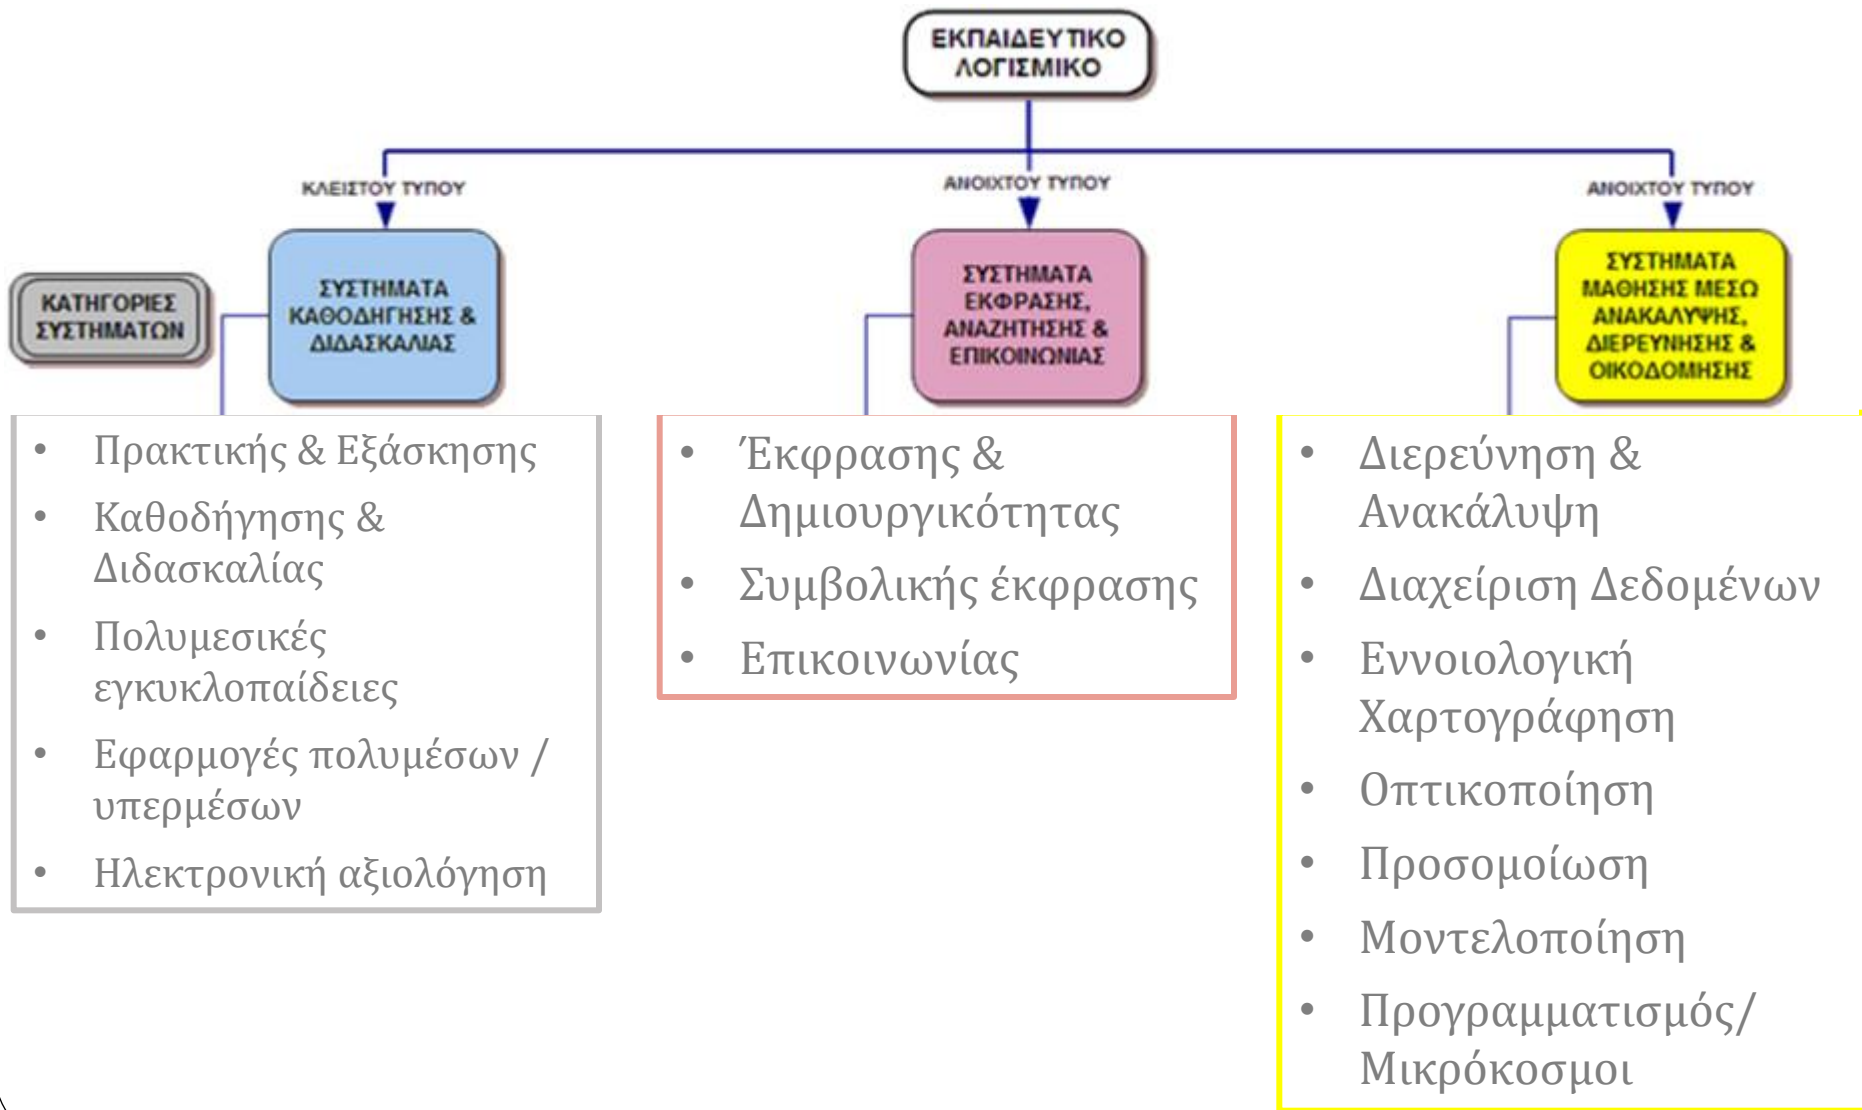 ΕΚΠΑΙΔΕΥΤΙΚΟ
ΛΟΓΙΣΜΙΚΟ
ΚΛΕΙΣΤΟΥ ΤΥΠΟΥ
ΑΝΟΙΧΤΟΥ ΤΥΠΟΥ
ΑΝΟΙΧΤΟΥ ΤΥΠΟΥ
ΚΑΤΗΓΟΡΙΕΣ
ΣΥΣΤΗΜΑΤΩΝ
ΣΥΣΤΗΜΑΤΑ
ΚΑΘΟΔΗΓΗΣΗΣ &
ΔΙΔΑΣΚΑΛΙΑΣ
ΣΥΣΤΗΜΑΤΑ
ΕΚΦΡΑΣΗΣ,
ΑΝΑΖΗΤΗΣΗΣ &
ΕΠΙΚΟΙΝΩΝΙΑΣ
ΣΥΣΤΗΜΑΤΑ
ΜΑΘΗΣΗΣ ΜΕΣΩ
ΑΝΑΚΑΛΥΨΗΣ,
ΔΙΕΡΕΥΝΗΣΗΣ &
ΟΙΚΟΔΟΜΗΣΗΣ
• Πρακτικής & Εξάσκησης
• Καθοδήγησης &
Διδασκαλίας
• Πολυμεσικές
εγκυκλοπαίδειες
• Εφαρμογές πολυμέσων /
υπερμέσων
• Ηλεκτρονική αξιολόγηση
• Έκφρασης &
Δημιουργικότητας
• Συμβολικής έκφρασης
• Επικοινωνίας
• Διερεύνηση &
Ανακάλυψη
• Διαχείριση Δεδομένων
• Εννοιολογική
Χαρτογράφηση
• Οπτικοποίηση
• Προσομοίωση
• Μοντελοποίηση
• Προγραμματισμός/
Μικρόκοσμοι